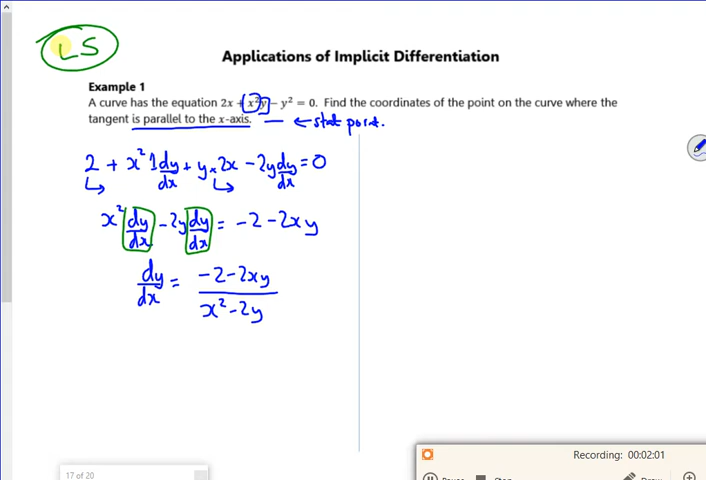 LS
Applications of Implicit Differentiation
Example 1
A curve has the equation 2x + x²y − y² = 0. Find the coordinates of the point on the curve where the
tangent is parallel to the x-axis. — ← stat point.
2 + x² 1 dy/dx + y × 2x − 2y dy/dx = 0
x² dy/dx − 2y dy/dx = −2 − 2xy
dy/dx = (−2 − 2xy)/(x² − 2y)
17 of 20
Recording: 00:02:01